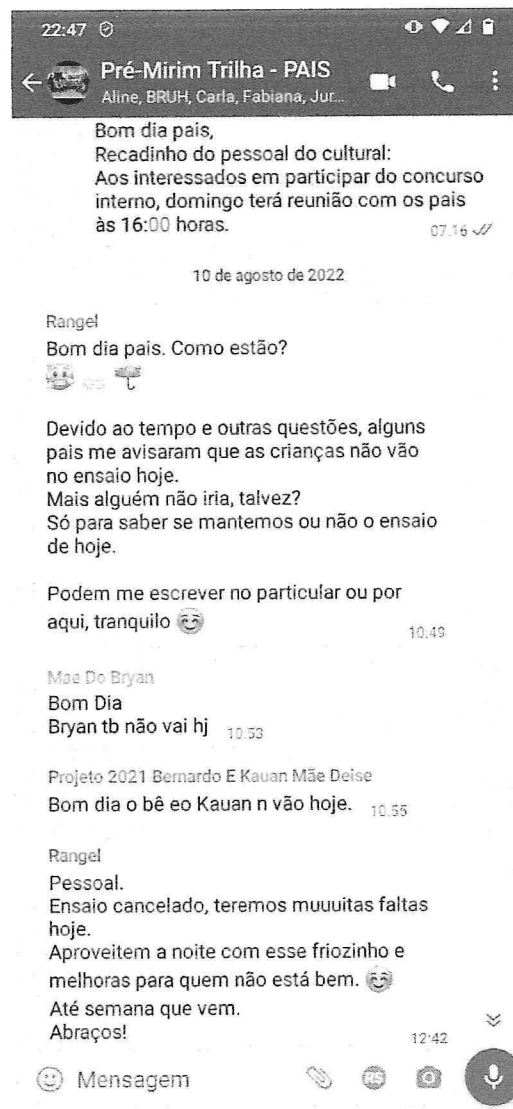 22:47
Pré-Mirim Trilha - PAIS
Aline, BRUH, Carla, Fabiana, Jur...
Bom dia pais,
Recadinho do pessoal do cultural:
Aos interessados em participar do concurso
interno, domingo terá reunião com os pais
às 16:00 horas.
07:16
10 de agosto de 2022
Rangel
Bom dia pais. Como estão?
Devido ao tempo e outras questões, alguns
pais me avisaram que as crianças não vão
no ensaio hoje.
Mais alguém não iria, talvez?
Só para saber se mantemos ou não o ensaio
de hoje.
Podem me escrever no particular ou por
aqui, tranquilo
10:49
Mae Do Bryan
Bom Dia
Bryan tb não vai hj 10:53
Projeto 2021 Bernardo E Kauan Mãe Deise
Bom dia o bê eo Kauan n vão hoje. 10:55
Rangel
Pessoal.
Ensaio cancelado, teremos muuuitas faltas
hoje.
Aproveitem a noite com esse friozinho e
melhoras para quem não está bem.
Até semana que vem.
Abraços!
12:42
Mensagem